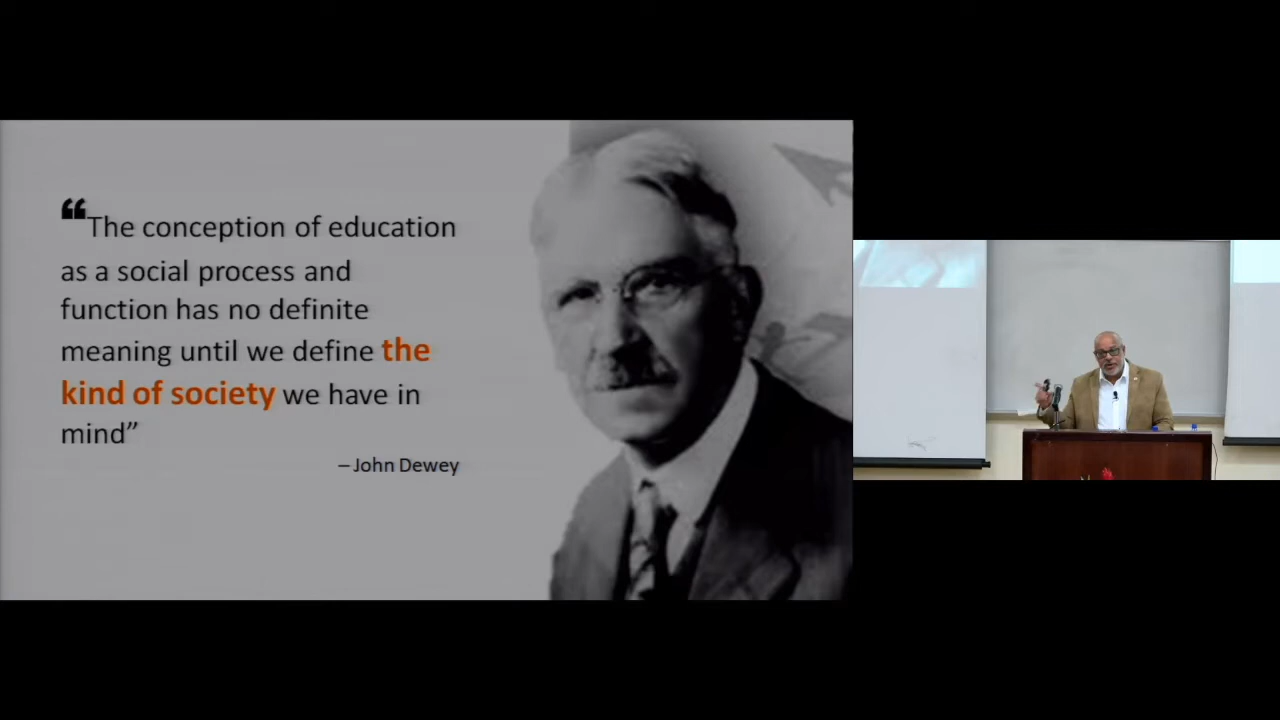 ❝The conception of education
as a social process and
function has no definite
meaning until we define the
kind of society we have in
mind”
– John Dewey